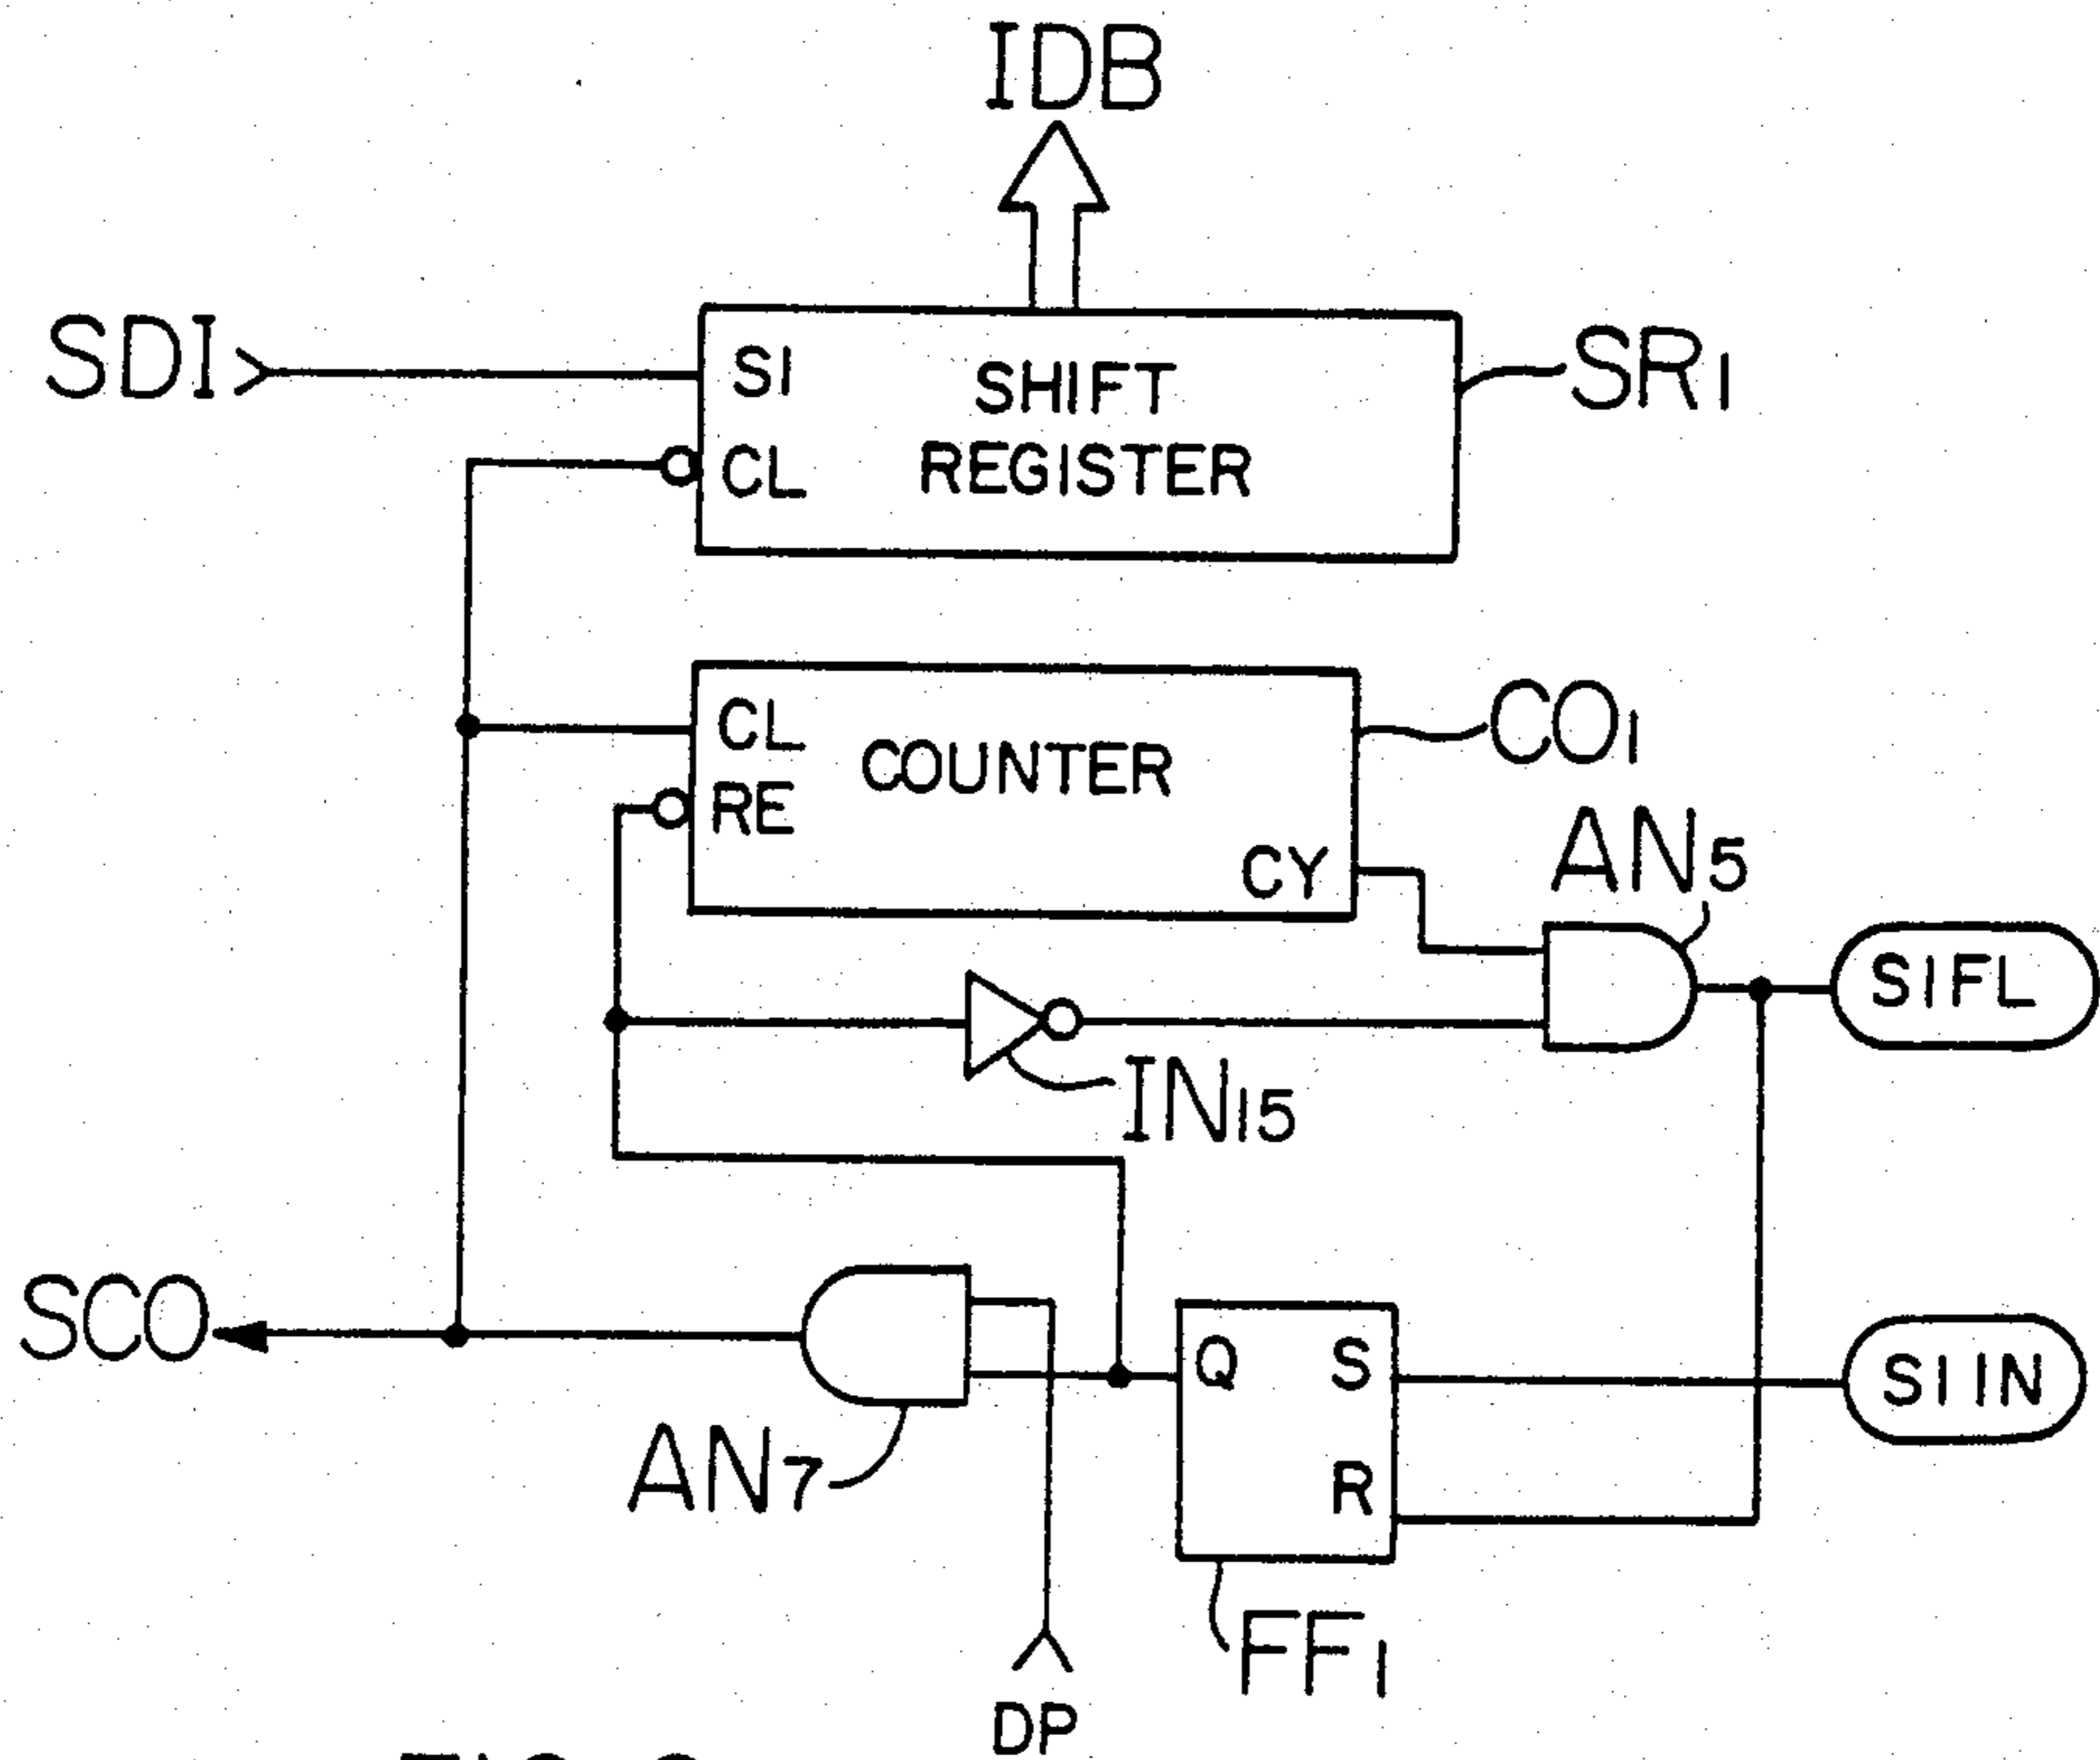 IDB
SDI
SI
SHIFT
REGISTER
CL
SR1
CL
COUNTER
RE
CY
CO1
AN5
SIFL
IN15
SCO
AN7
Q
S
R
SIIN
FF1
DP